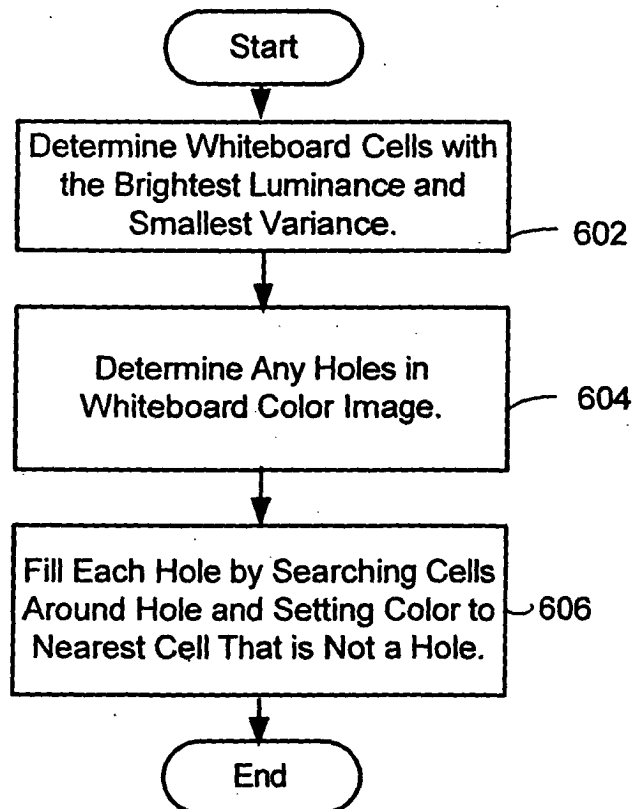 Start
Determine Whiteboard Cells with
the Brightest Luminance and
Smallest Variance.
602
Determine Any Holes in
Whiteboard Color Image.
604
Fill Each Hole by Searching Cells
Around Hole and Setting Color to
Nearest Cell That is Not a Hole.
606
End